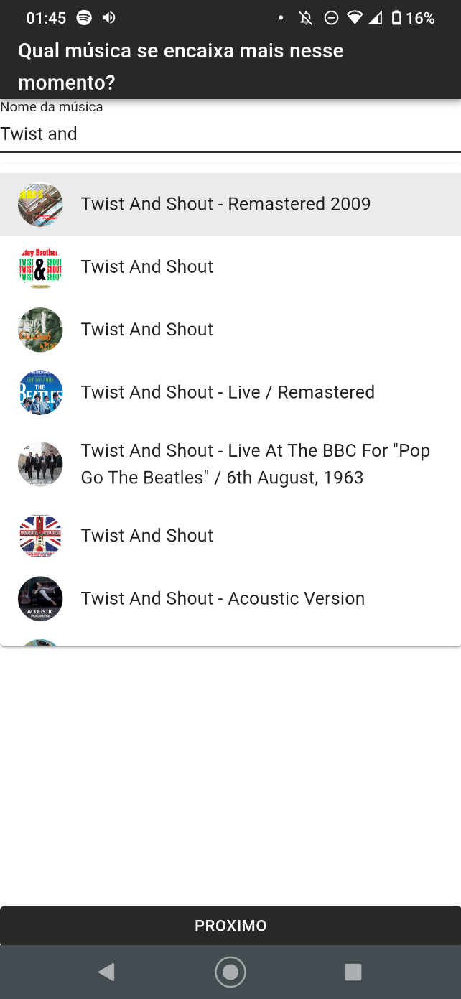 01:45
16%
Qual música se encaixa mais nesse
momento?
Nome da música
Twist and
Twist And Shout - Remastered 2009
Twist And Shout
Twist And Shout
Twist And Shout - Live / Remastered
Twist And Shout - Live At The BBC For "Pop
Go The Beatles" / 6th August, 1963
Twist And Shout
Twist And Shout - Acoustic Version
PROXIMO